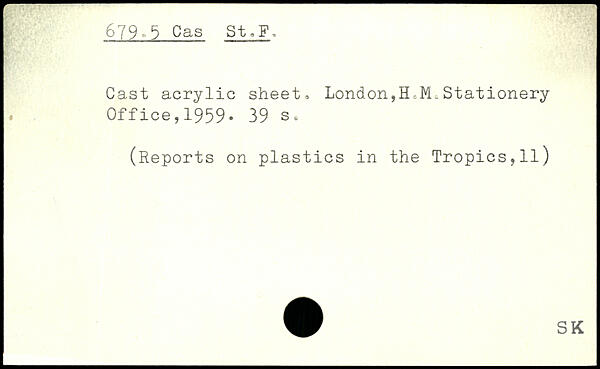 679.5 Cas St.F.
Cast acrylic sheet. London,H.M.Stationery
Office,1959. 39 s.
(Reports on plastics in the Tropics,11)
SK